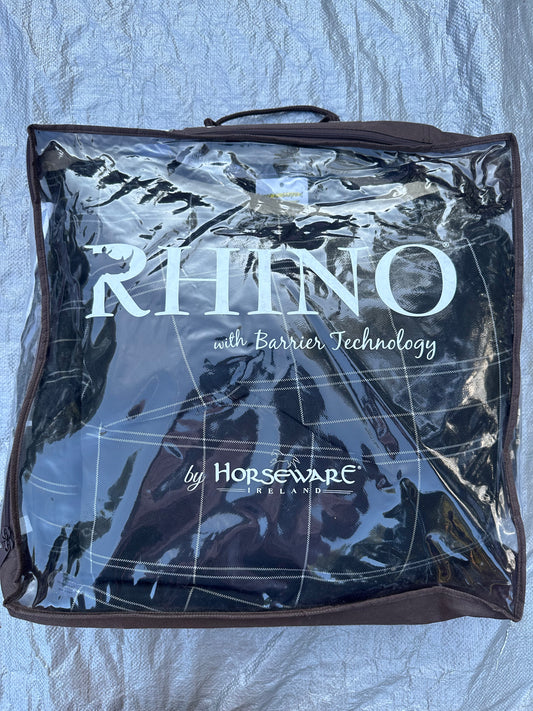 RHINO
with Barrier Technology
by HORSEWARE®
IRELAND